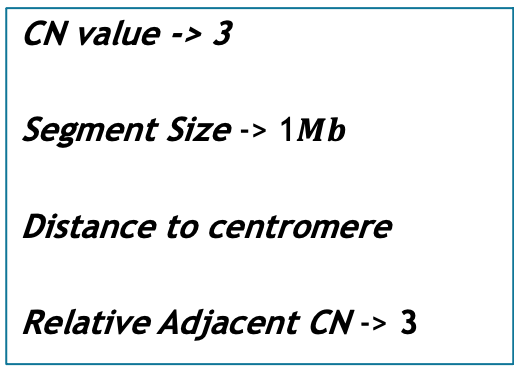 CN value -> 3
Segment Size -> 1Mb
Distance to centromere
Relative Adjacent CN -> 3